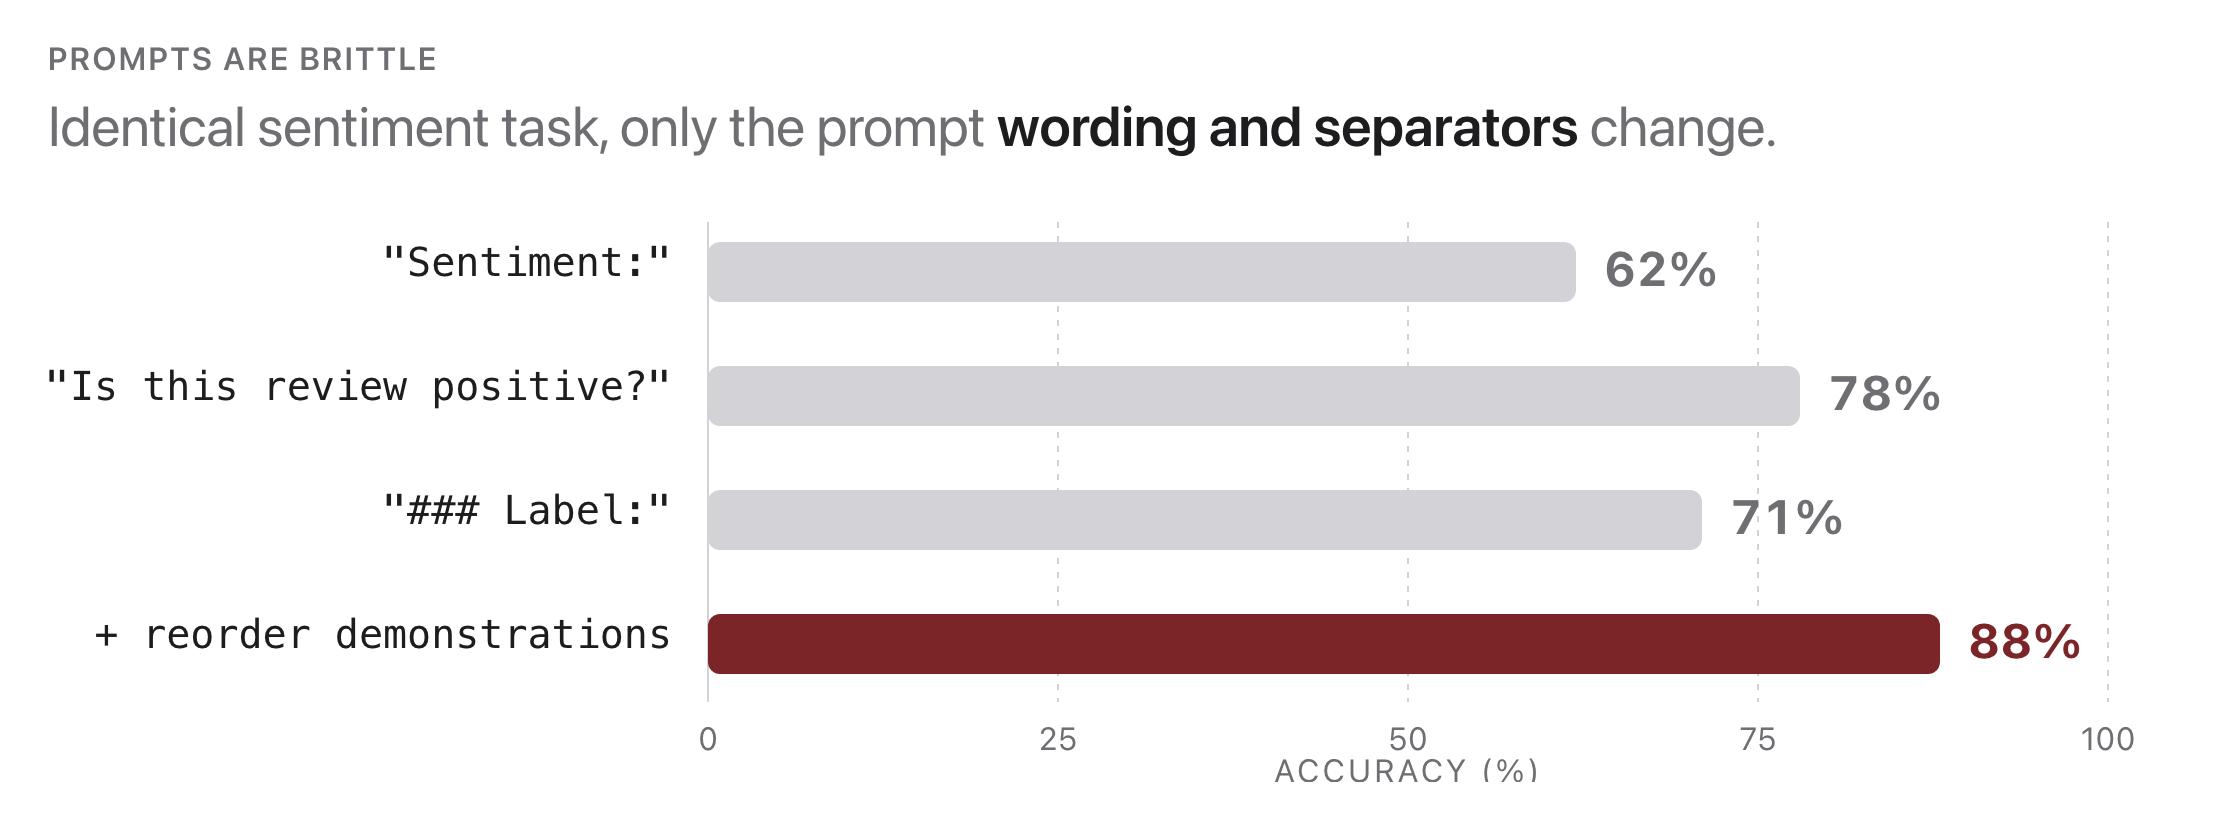 PROMPTS ARE BRITTLE
Identical sentiment task, only the prompt wording and separators change.
"Sentiment:" 62%
"Is this review positive?" 78%
"### Label:" 71%
+ reorder demonstrations 88%
0 25 50 75 100
ACCURACY (%)